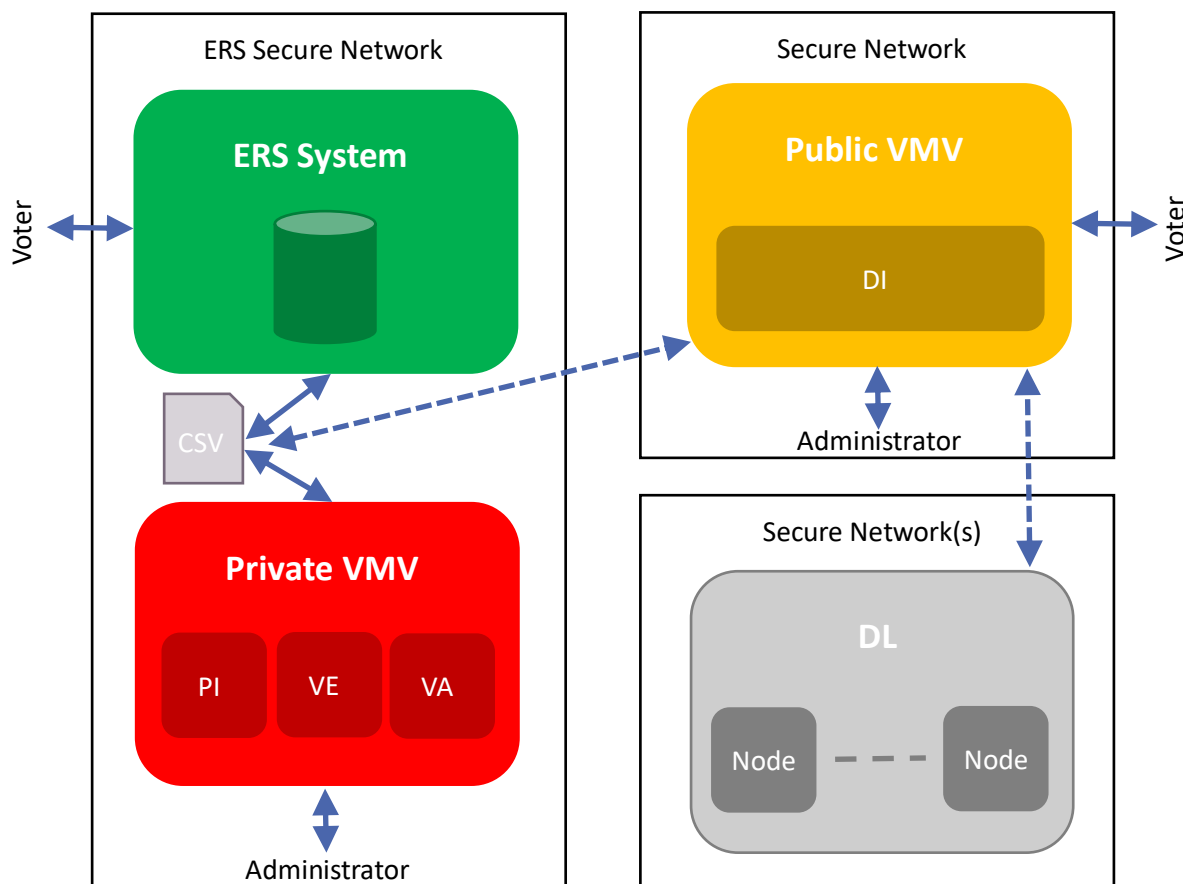 ERS Secure Network
ERS System
Voter
CSV
Private VMV
PI
VE
VA
Administrator
Secure Network
Public VMV
DI
Voter
Administrator
Secure Network(s)
DL
Node
Node